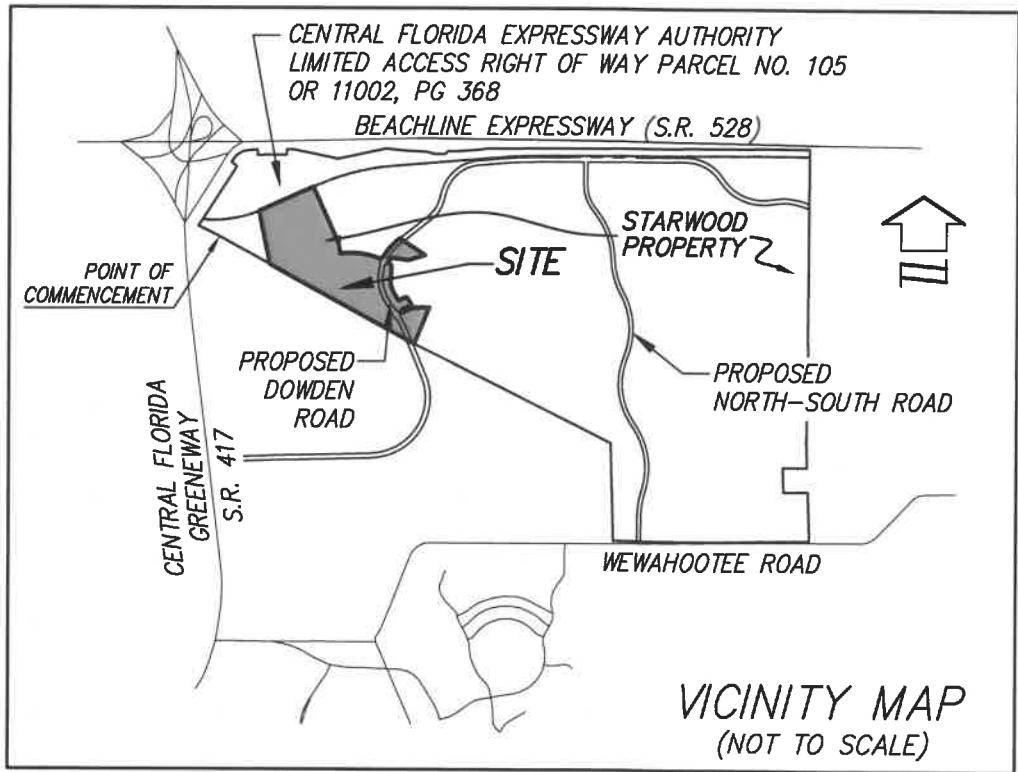 CENTRAL FLORIDA EXPRESSWAY AUTHORITY
LIMITED ACCESS RIGHT OF WAY PARCEL NO. 105
OR 11002, PG 368
BEACHLINE EXPRESSWAY (S.R. 528)
STARWOOD
PROPERTY
SITE
POINT OF
COMMENCEMENT
PROPOSED
DOWDEN
ROAD
PROPOSED
NORTH-SOUTH ROAD
CENTRAL FLORIDA
GREENEWAY
S.R. 417
WEWAHOOTEE ROAD
VICINITY MAP
(NOT TO SCALE)